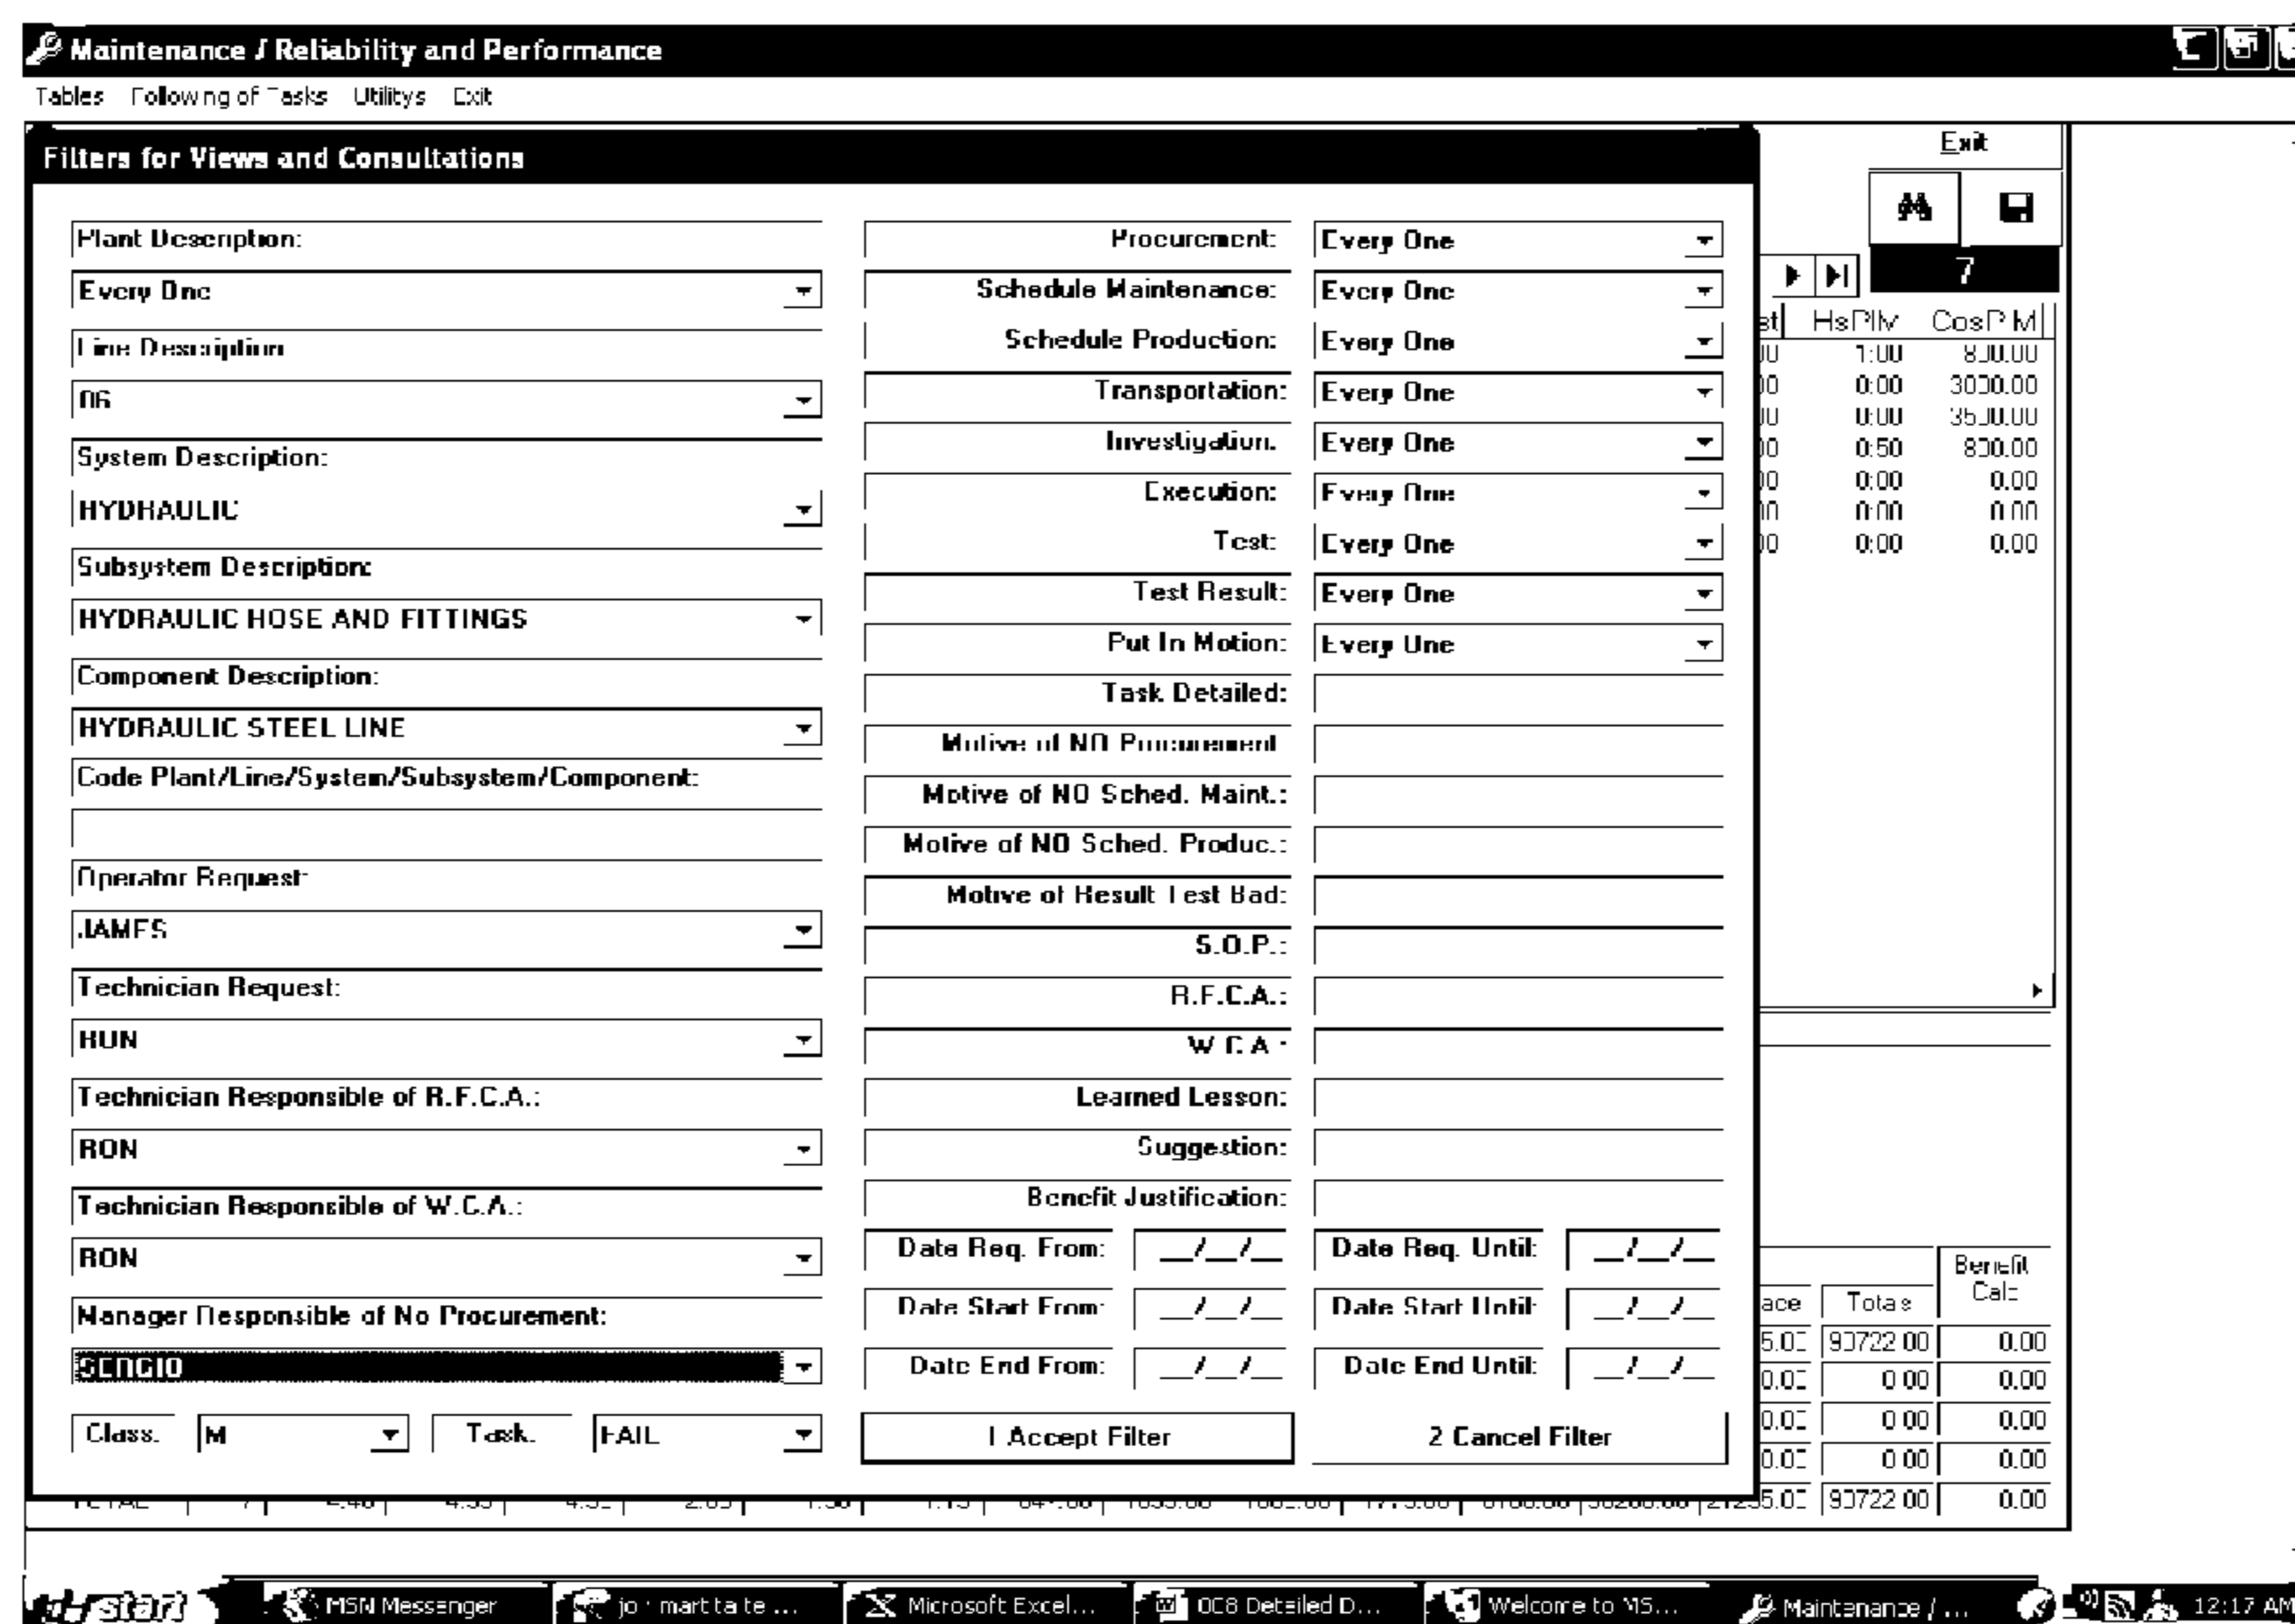 Maintenance / Reliability and Performance
Tables Following of Tasks Utilitys Exit
Filters for Views and Consultations
Exit
Plant Description:
Every One
Line Description
06
System Description:
HYDRAULIC
Subsystem Description:
HYDRAULIC HOSE AND FITTINGS
Component Description:
HYDRAULIC STEEL LINE
Code Plant/Line/System/Subsystem/Component:
Operator Request:
JAMES
Technician Request:
RON
Technician Responsible of R.F.C.A.:
RON
Technician Responsible of W.C.A.:
RON
Manager Responsible of No Procurement:
SERGIO
Class. M Task. FAIL
Procurement: Every One
Schedule Maintenance: Every One
Schedule Production: Every One
Transportation: Every One
Investigation. Every One
Execution: Every One
Test: Every One
Test Result: Every One
Put In Motion: Every One
Task Detailed:
Motive of NO Procurement
Motive of NO Sched. Maint.:
Motive of NO Sched. Produc.:
Motive of Result Test Bad:
S.O.P.:
R.F.C.A.:
W.C.A.:
Learned Lesson:
Suggestion:
Benefit Justification:
Date Req. From: __/__/__ Date Req. Until: __/__/__
Date Start From: __/__/__ Date Start Until: __/__/__
Date End From: __/__/__ Date End Until: __/__/__
1 Accept Filter 2 Cancel Filter
7
HsPIM CosPIM
1:00 800.00
0:00 3000.00
0:00 3500.00
0:50 800.00
0:00 0.00
0:00 0.00
0:00 0.00
Benefit
Calc
Totals
90722.00 0.00
0.00 0.00
0.00 0.00
0.00 0.00
90722.00 0.00
start MSN Messenger Microsoft Excel... 008 Detailed D... Welcome to MS... Maintenance / ... 12:17 AM